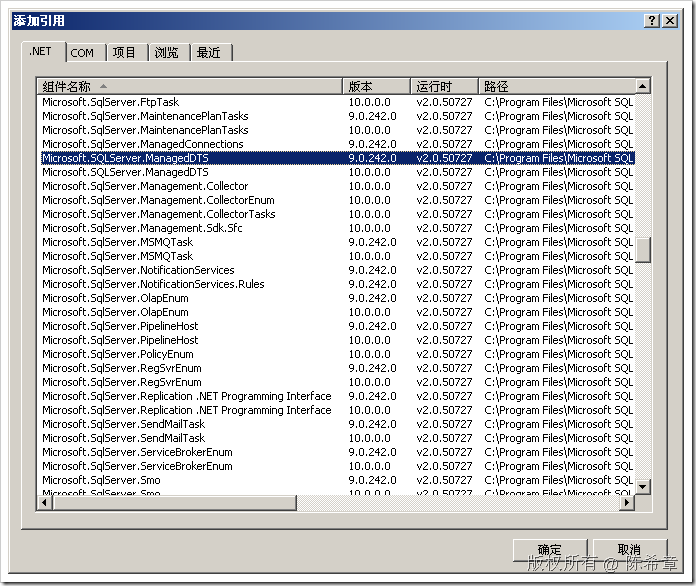 添加引用
.NET COM 项目 浏览 最近
组件名称 版本 运行时 路径
Microsoft.SqlServer.FtpTask 10.0.0.0 v2.0.50727 C:\Program Files\Microsoft SQL
Microsoft.SqlServer.MaintenancePlanTasks 9.0.242.0 v2.0.50727 C:\Program Files\Microsoft SQL
Microsoft.SqlServer.MaintenancePlanTasks 10.0.0.0 v2.0.50727 C:\Program Files\Microsoft SQL
Microsoft.SqlServer.ManagedConnections 9.0.242.0 v2.0.50727 C:\Program Files\Microsoft SQL
Microsoft.SQLServer.ManagedDTS 9.0.242.0 v2.0.50727 C:\Program Files\Microsoft SQL
Microsoft.SQLServer.ManagedDTS 10.0.0.0 v2.0.50727 C:\Program Files\Microsoft SQL
Microsoft.SqlServer.Management.Collector 10.0.0.0 v2.0.50727 C:\Program Files\Microsoft SQL
Microsoft.SqlServer.Management.CollectorEnum 10.0.0.0 v2.0.50727 C:\Program Files\Microsoft SQL
Microsoft.SqlServer.Management.CollectorTasks 10.0.0.0 v2.0.50727 C:\Program Files\Microsoft SQL
Microsoft.SqlServer.Management.Sdk.Sfc 10.0.0.0 v2.0.50727 C:\Program Files\Microsoft SQL
Microsoft.SqlServer.MSMQTask 9.0.242.0 v2.0.50727 C:\Program Files\Microsoft SQL
Microsoft.SqlServer.MSMQTask 10.0.0.0 v2.0.50727 C:\Program Files\Microsoft SQL
Microsoft.SqlServer.NotificationServices 9.0.242.0 v2.0.50727 C:\Program Files\Microsoft SQL
Microsoft.SqlServer.NotificationServices.Rules 9.0.242.0 v2.0.50727 C:\Program Files\Microsoft SQL
Microsoft.SqlServer.OlapEnum 9.0.242.0 v2.0.50727 C:\Program Files\Microsoft SQL
Microsoft.SqlServer.OlapEnum 10.0.0.0 v2.0.50727 C:\Program Files\Microsoft SQL
Microsoft.SqlServer.PipelineHost 9.0.242.0 v2.0.50727 C:\Program Files\Microsoft SQL
Microsoft.SqlServer.PipelineHost 10.0.0.0 v2.0.50727 C:\Program Files\Microsoft SQL
Microsoft.SqlServer.PolicyEnum 10.0.0.0 v2.0.50727 C:\Program Files\Microsoft SQL
Microsoft.SqlServer.RegSvrEnum 9.0.242.0 v2.0.50727 C:\Program Files\Microsoft SQL
Microsoft.SqlServer.RegSvrEnum 10.0.0.0 v2.0.50727 C:\Program Files\Microsoft SQL
Microsoft.SqlServer.Replication .NET Programming Interface 9.0.242.0 v2.0.50727 C:\Program Files\Microsoft SQL
Microsoft.SqlServer.Replication .NET Programming Interface 10.0.0.0 v2.0.50727 C:\Program Files\Microsoft SQL
Microsoft.SqlServer.SendMailTask 9.0.242.0 v2.0.50727 C:\Program Files\Microsoft SQL
Microsoft.SqlServer.SendMailTask 10.0.0.0 v2.0.50727 C:\Program Files\Microsoft SQL
Microsoft.SqlServer.ServiceBrokerEnum 9.0.242.0 v2.0.50727 C:\Program Files\Microsoft SQL
Microsoft.SqlServer.ServiceBrokerEnum 10.0.0.0 v2.0.50727 C:\Program Files\Microsoft SQL
Microsoft.SqlServer.Smo 9.0.242.0 v2.0.50727 C:\Program Files\Microsoft SQL
Microsoft.SqlServer.Smo 10.0.0.0 v2.0.50727 C:\Program Files\Microsoft SQL
确定 取消
版权所有 @ 陈希章